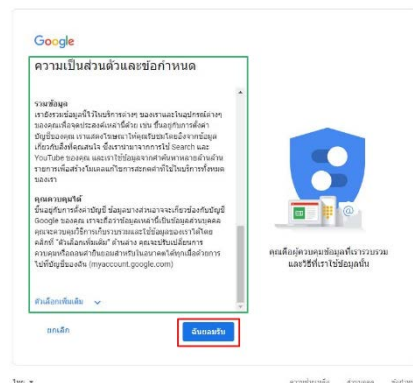 Google
ความเป็นส่วนตัวและข้อกำหนด
รวมข้อมูล
เรายังรวมข้อมูลนี้ไว้ในบริการต่างๆ ของเราและในอุปกรณ์ต่างๆ
ของคุณเพื่อจุดประสงค์เหล่านี้ด้วย เช่น ขึ้นอยู่กับการตั้งค่า
บัญชีของคุณ เราแสดงโฆษณาให้คุณรับชมโดยอิงจากข้อมูล
เกี่ยวกับสิ่งที่คุณสนใจ ซึ่งเรานำมาจากการใช้ Search และ
YouTube ของคุณ และเราใช้ข้อมูลจากคำค้นหาหลายล้านล้าน
รายการเพื่อสร้างโมเดลแก้ไขการสะกดคำที่ใช้ในบริการทั้งหมด
ของเรา
คุณควบคุมได้
ขึ้นอยู่กับการตั้งค่าบัญชี ข้อมูลบางส่วนอาจจะเกี่ยวข้องกับบัญชี
Google ของคุณ เราจะถือว่าข้อมูลเหล่านี้เป็นข้อมูลส่วนบุคคล
คุณจะควบคุมวิธีการเก็บรวบรวมและใช้ข้อมูลของเราได้โดย
คลิกที่ "ตัวเลือกเพิ่มเติม" ด้านล่าง คุณจะปรับเปลี่ยนการ
ควบคุมหรือถอนคำยินยอมสำหรับในอนาคตได้ทุกเมื่อด้วยการ
ไปที่บัญชีของฉัน (myaccount.google.com)
ตัวเลือกเพิ่มเติม
ยกเลิก
ฉันยอมรับ
คุณคือผู้ควบคุมข้อมูลที่เรารวบรวม
และวิธีที่เราใช้ข้อมูลนั้น